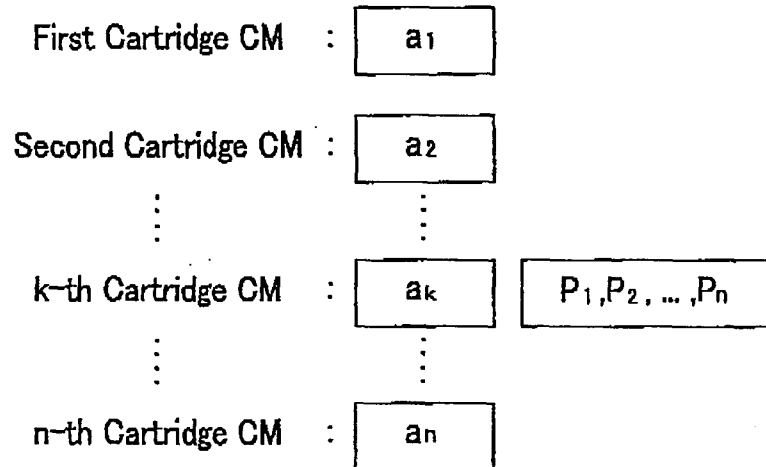 First Cartridge CM : a1
Second Cartridge CM : a2
k-th Cartridge CM : ak P1,P2, ... ,Pn
n-th Cartridge CM : an